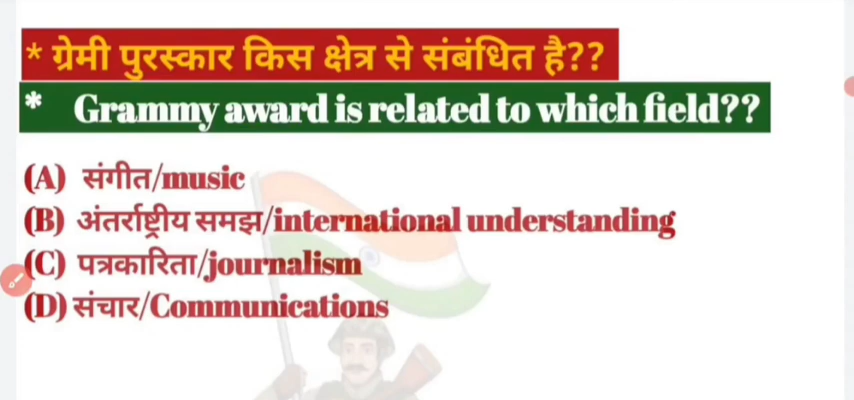 * ग्रेमी पुरस्कार किस क्षेत्र से संबंधित है??
* Grammy award is related to which field??
(A) संगीत/music
(B) अंतर्राष्ट्रीय समझ/international understanding
(C) पत्रकारिता/journalism
(D) संचार/Communications